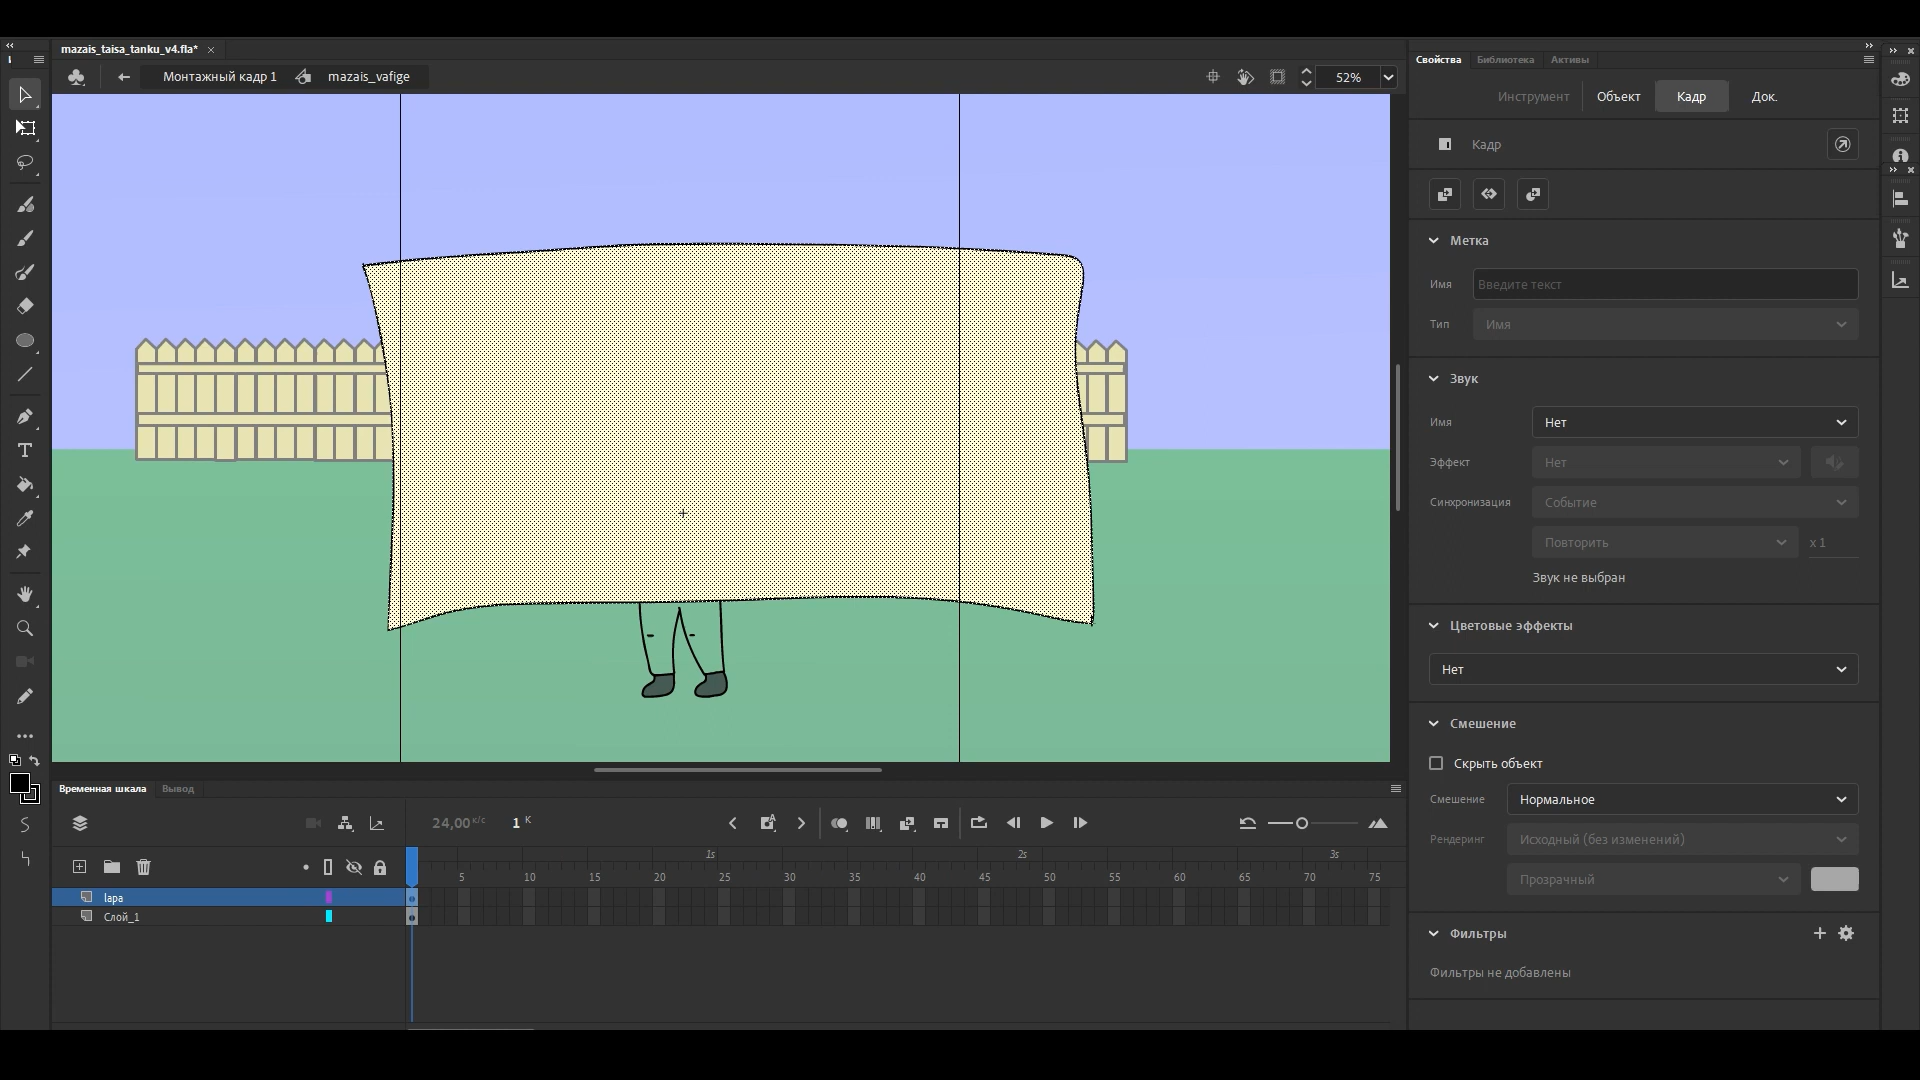 mazais_taisa_tanku_v4.fla*
Монтажный кадр 1
mazais_vafige
52%
Свойства
Библиотека
Активы
Инструмент
Объект
Кадр
Док.
Кадр
Метка
Имя
Введите текст
Тип
Имя
Звук
Имя
Нет
Эффект
Нет
Синхронизация
Событие
Повторить
x 1
Звук не выбран
Цветовые эффекты
Нет
Смешение
Скрыть объект
Смешение
Нормальное
Рендеринг
Исходный (без изменений)
Прозрачный
Фильтры
Фильтры не добавлены
Временная шкала
Вывод
24,00 к/с
1 К
1s
2s
3s
5
10
15
20
25
30
35
40
45
50
55
60
65
70
75
lapa
Слой_1